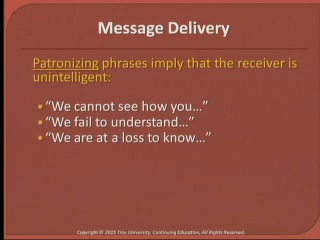 Message Delivery
Patronizing phrases imply that the receiver is
unintelligent:
• “We cannot see how you…”
• “We fail to understand…”
• “We are at a loss to know…”
Copyright © 2015 Troy University, Continuing Education, All Rights Reserved.